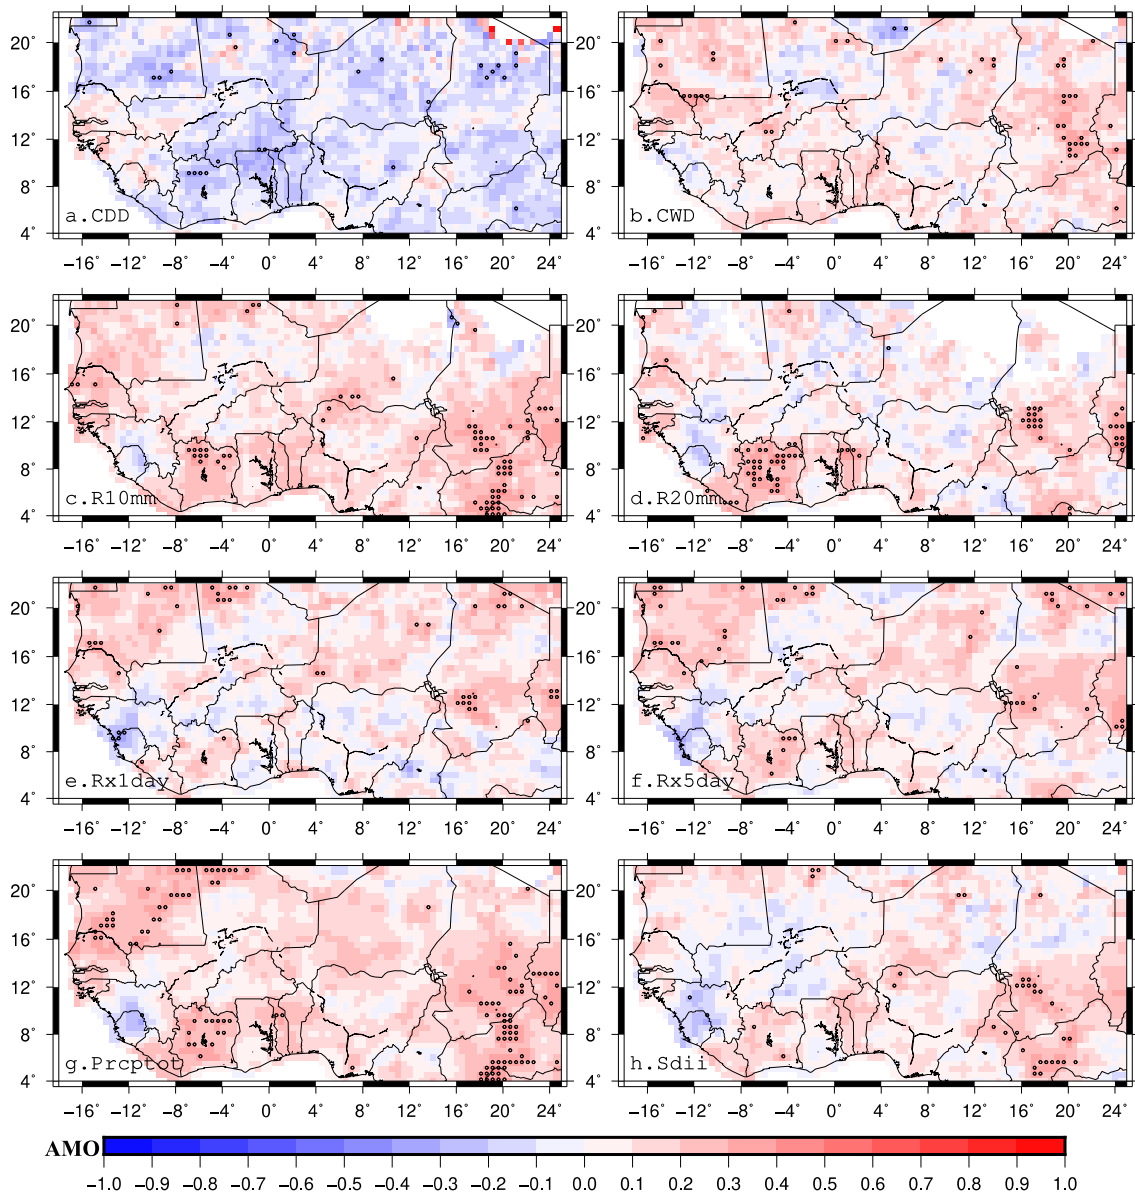 20° 16° 12° 8° 4°
a.CDD
b.CWD
−16° −12° −8° −4° 0 4 8 12 16 20 24
−16° −12° −8° −4° 0° 4° 8° 12° 16° 20° 24°
20° 16° 12° 8° 4°
20° 16° 12° 8° 4°
c.R10mm
d.R20mm
−16° −12° −8° −4° 0 4 8 12 16 20 24
−16° −12° −8° −4° 0° 4° 8° 12° 16° 20° 24°
20° 16° 12° 8° 4°
20° 16° 12° 8° 4°
e.Rx1day
f.Rx5day
−16° −12° −8° −4° 0 4 8 12 16 20 24
−16° −12° −8° −4° 0° 4° 8° 12° 16° 20° 24°
20° 16° 12° 8° 4°
20° 16° 12° 8° 4°
g.Prcptot
h.Sdii
−16° −12° −8° −4° 0 4 8 12 16 20 24
−16° −12° −8° −4° 0° 4° 8° 12° 16° 20° 24°
20° 16° 12° 8° 4°
AMO
−1.0 −0.9 −0.8 −0.7 −0.6 −0.5 −0.4 −0.3 −0.2 −0.1 0.0 0.1 0.2 0.3 0.4 0.5 0.6 0.7 0.8 0.9 1.0